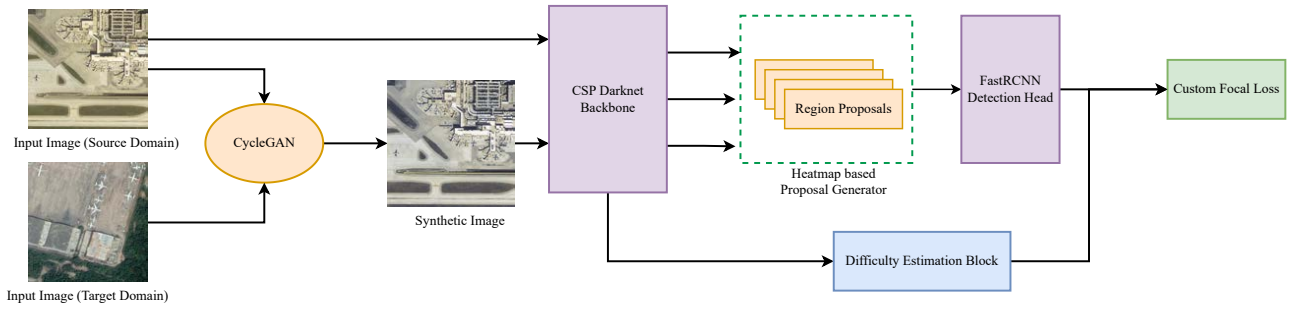 Input Image (Source Domain)
Input Image (Target Domain)
CycleGAN
Synthetic Image
CSP Darknet
Backbone
Region Proposals
Heatmap based
Proposal Generator
FastRCNN
Detection Head
Difficulty Estimation Block
Custom Focal Loss